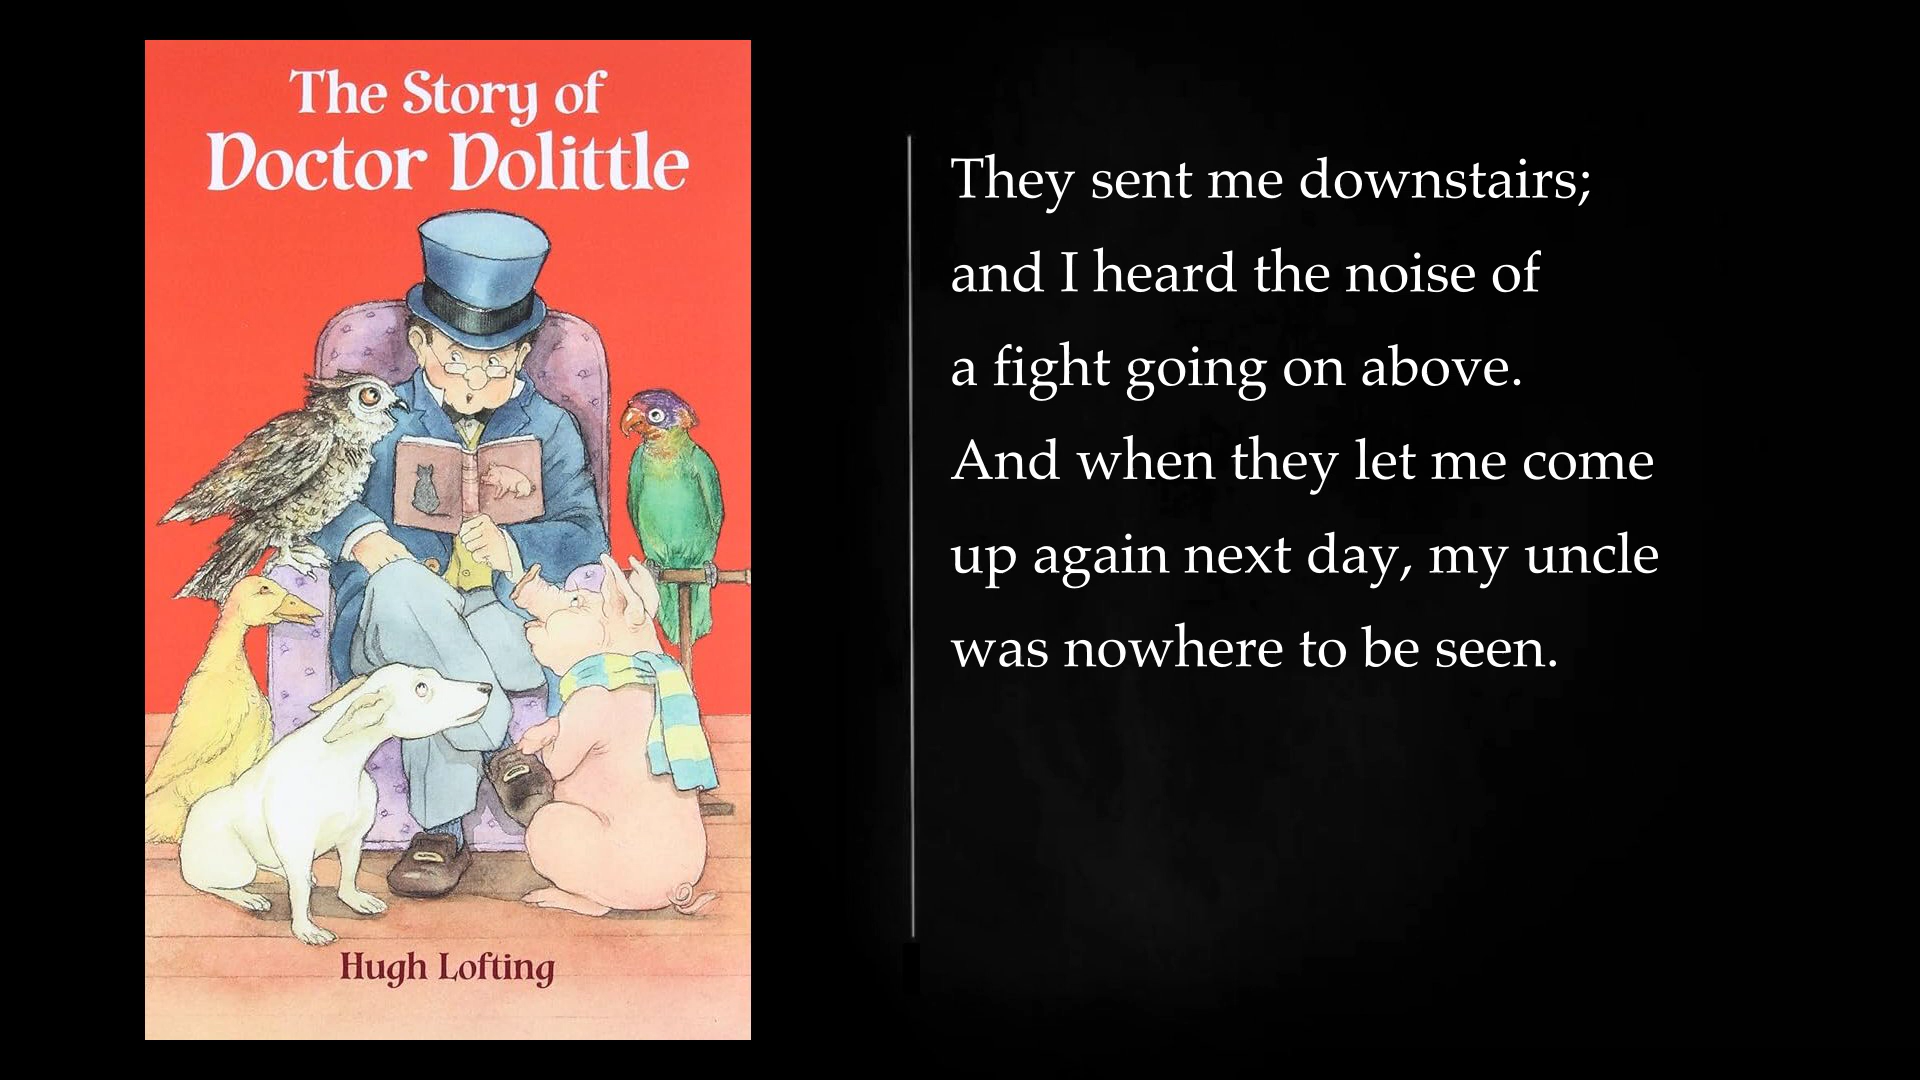 The Story of
Doctor Dolittle
Hugh Lofting
They sent me downstairs;
and I heard the noise of
a fight going on above.
And when they let me come
up again next day, my uncle
was nowhere to be seen.